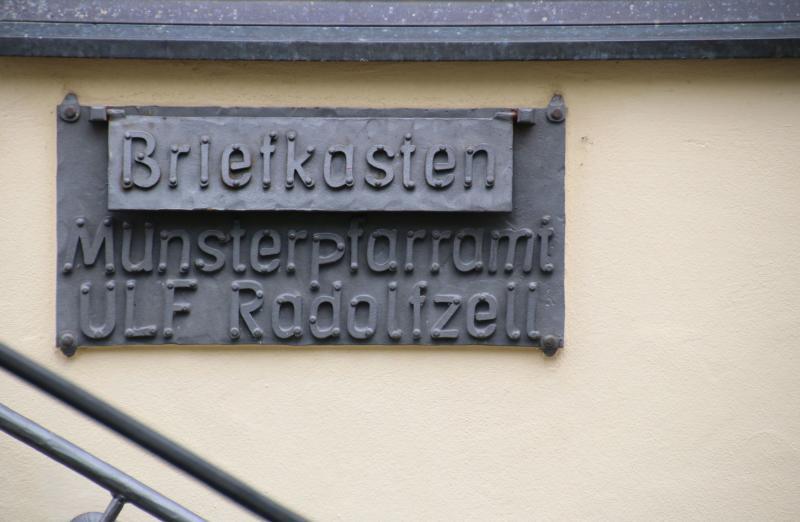 Briefkasten
Münsterpfarramt
ULF Radolfzell